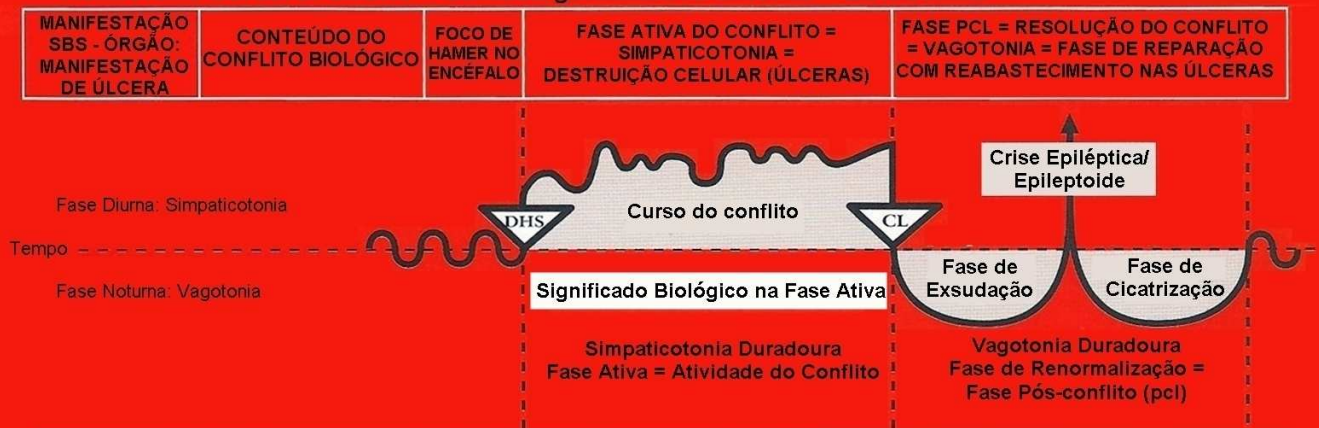 MANIFESTAÇÃO
SBS - ÓRGÃO:
MANIFESTAÇÃO
DE ÚLCERA
CONTEÚDO DO
CONFLITO BIOLÓGICO
FOCO DE
HAMER NO
ENCÉFALO
FASE ATIVA DO CONFLITO =
SIMPATICOTONIA =
DESTRUIÇÃO CELULAR (ÚLCERAS)
FASE PCL = RESOLUÇÃO DO CONFLITO
= VAGOTONIA = FASE DE REPARAÇÃO
COM REABASTECIMENTO NAS ÚLCERAS
Crise Epiléptica/
Epileptoide
Fase Diurna: Simpaticotonia
DHS
Curso do conflito
CL
Tempo
Fase Noturna: Vagotonia
Significado Biológico na Fase Ativa
Fase de
Exsudação
Fase de
Cicatrização
Simpaticotonia Duradoura
Fase Ativa = Atividade do Conflito
Vagotonia Duradoura
Fase de Renormalização =
Fase Pós-conflito (pcl)